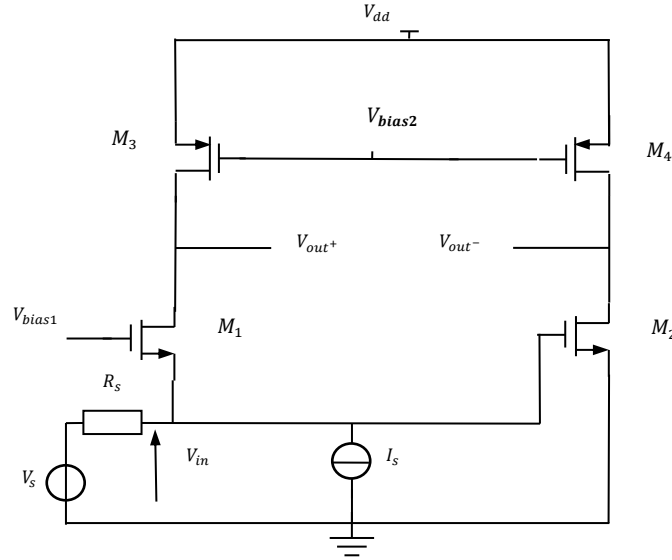 V_dd
V_bias2
M_3
M_4
V_out+
V_out-
V_bias1
M_1
M_2
R_s
V_in
V_s
I_s